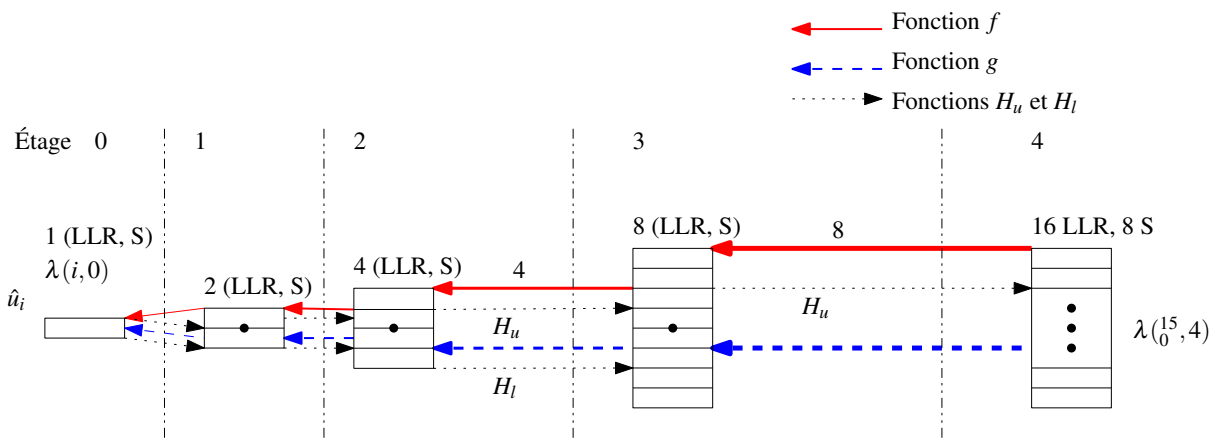 Fonction f
Fonction g
Fonctions H_u et H_l
Étage 0 1 2 3 4
1 (LLR, S)
λ(i,0)
û_i
2 (LLR, S)
4 (LLR, S)
4
H_u
H_l
8 (LLR, S)
8
H_u
16 LLR, 8 S
λ(_0^15,4)